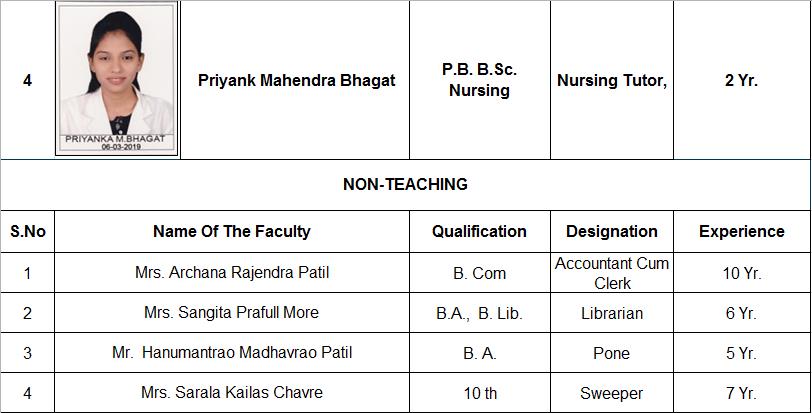 4 PRIYANKA M.BHAGAT 06-03-2019 Priyank Mahendra Bhagat P.B. B.Sc. Nursing Nursing Tutor, 2 Yr.
NON-TEACHING
S.No Name Of The Faculty Qualification Designation Experience
1 Mrs. Archana Rajendra Patil B. Com Accountant Cum Clerk 10 Yr.
2 Mrs. Sangita Prafull More B.A., B. Lib. Librarian 6 Yr.
3 Mr. Hanumantrao Madhavrao Patil B. A. Pone 5 Yr.
4 Mrs. Sarala Kailas Chavre 10 th Sweeper 7 Yr.